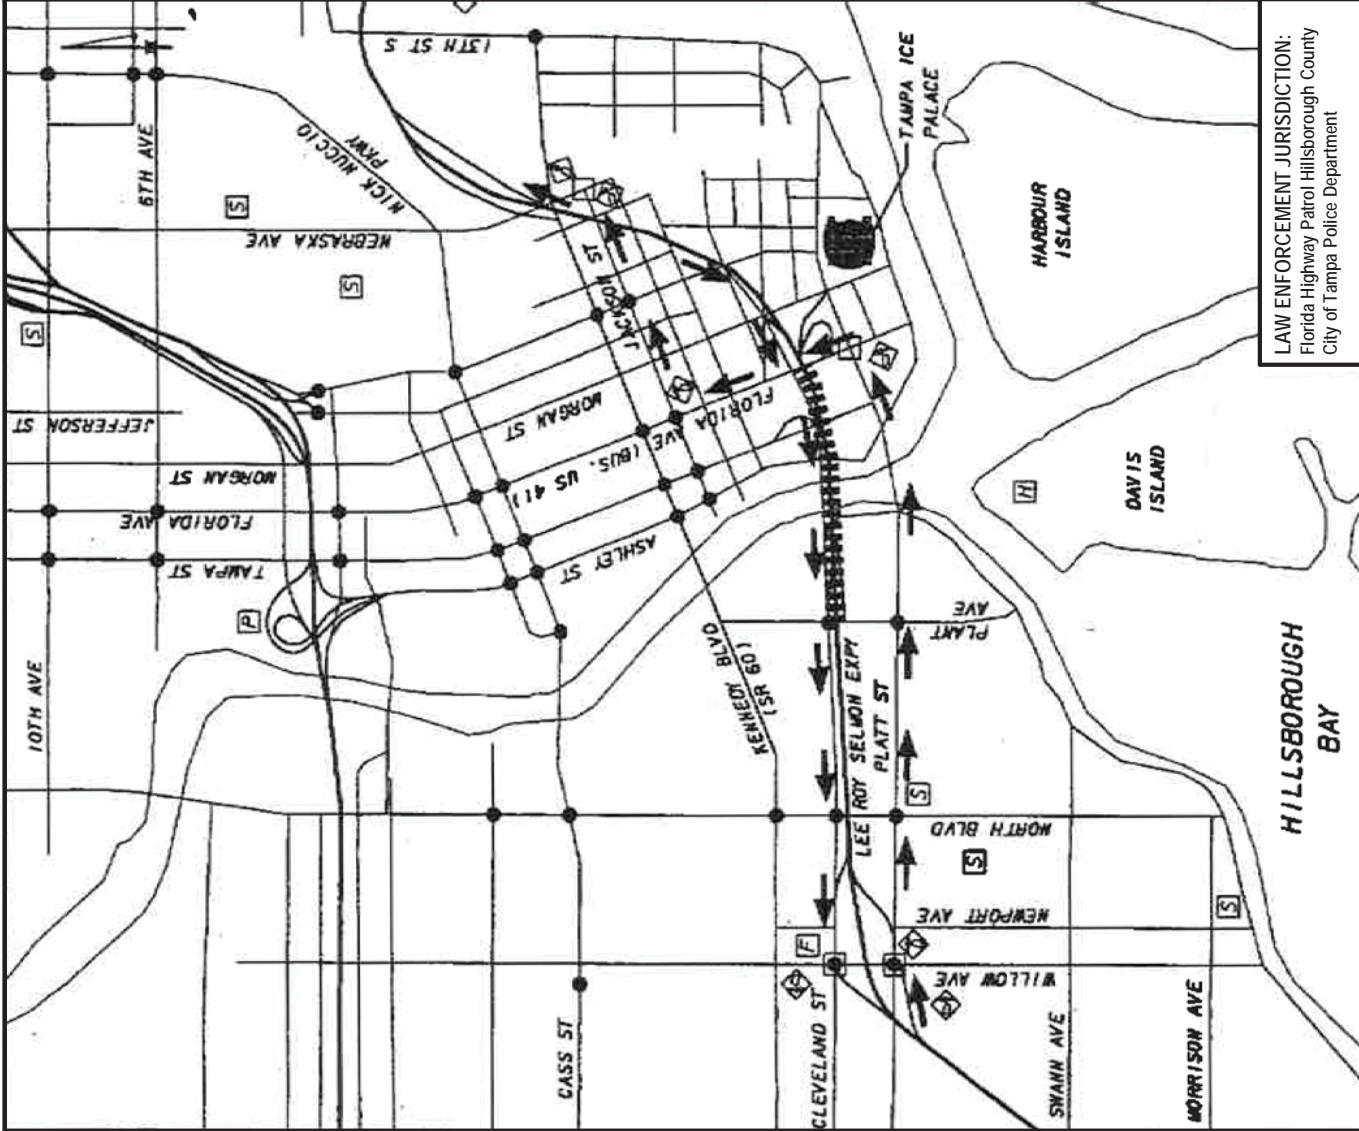 13TH ST S
TAMPA ICE
PALACE
LAW ENFORCEMENT JURISDICTION:
Florida Highway Patrol Hillsborough County
City of Tampa Police Department
6TH AVE
NICK NUCCIO
PKWY
S
NEBRASKA AVE
S
S
JACKSON ST
HARBOUR
ISLAND
JEFFERSON ST
MORGAN ST
MORGAN ST
FLORIDA AVE (BUS. US 41)
FLORIDA AVE
TAMPA ST
ASHLEY ST
H
DAVIS
ISLAND
P
10TH AVE
KENNEDY BLVD
(SR 60)
PLANT
AVE
LEE ROY SELMON EXPY
PLATT ST
S
NORTH BLVD
S
HILLSBOROUGH
BAY
NEWPORT AVE
S
F
WILLOW AVE
CASS ST
CLEVELAND ST
SWANN AVE
MORRISON AVE